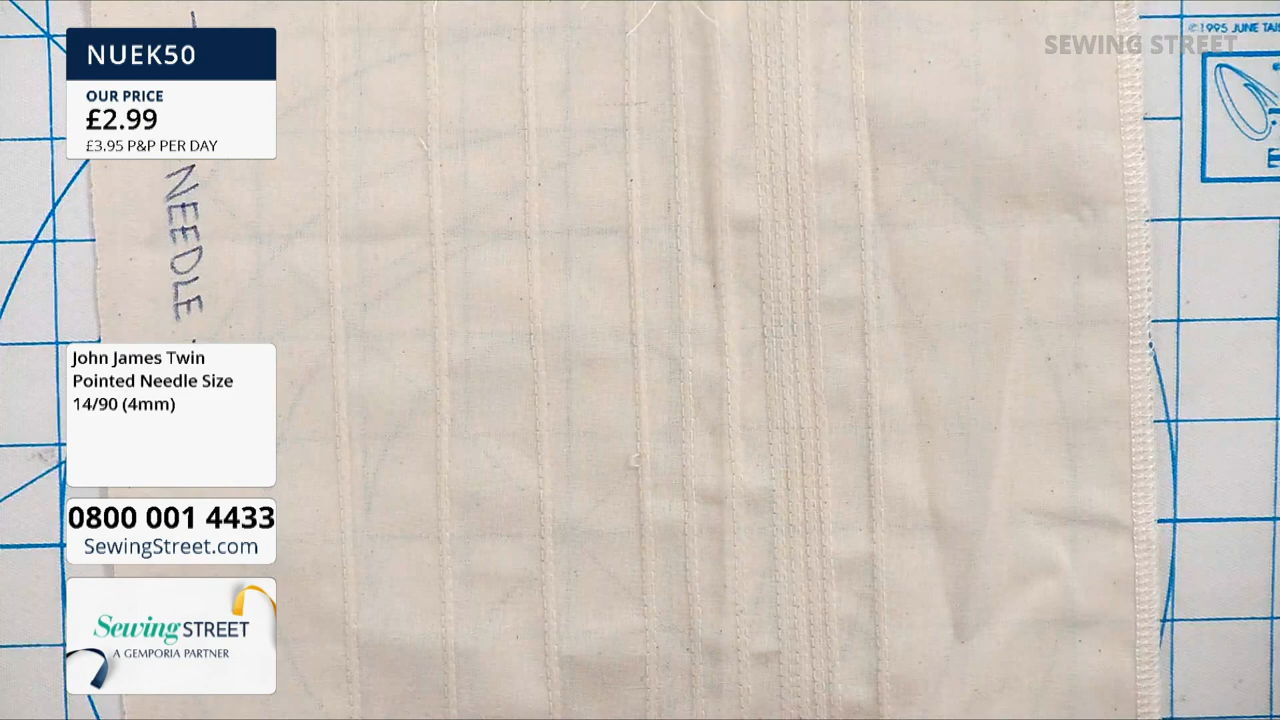 NUEK50
OUR PRICE
£2.99
£3.95 P&P PER DAY
NEEDLE
John James Twin
Pointed Needle Size
14/90 (4mm)
0800 001 4433
SewingStreet.com
Sewing STREET
A GEMPORIA PARTNER
SEWING STREET
©1995 JUNE TAI